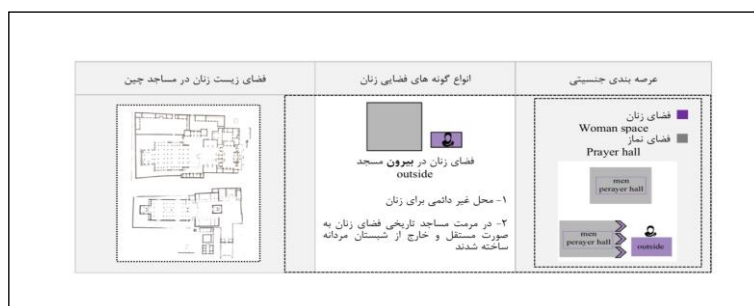 عرصه بندی جنسیتی
انواع گونه های فضایی زنان
فضای زیست زنان در مساجد چین
فضای زنان
Woman space
فضای نماز
Prayer hall
men
perayer hall
men
perayer hall
outside
فضای زنان در بیرون مسجد
outside
۱- محل غیر دائمی برای زنان
۲- در مرمت مساجد تاریخی فضای زنان به
صورت مستقل و خارج از شبستان مردانه
ساخته شدند